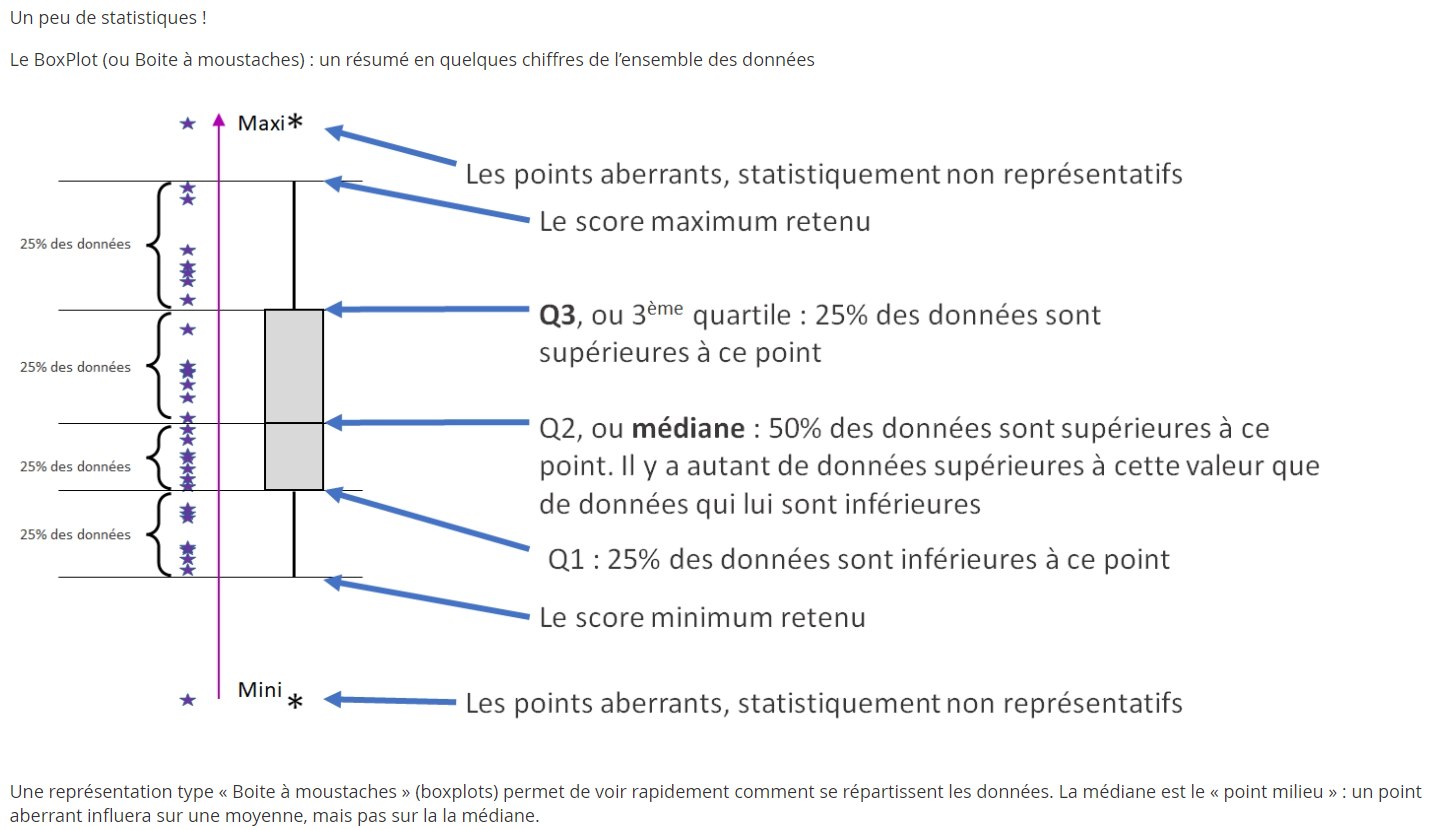 Un peu de statistiques !
Le BoxPlot (ou Boite à moustaches) : un résumé en quelques chiffres de l’ensemble des données
Maxi*
Les points aberrants, statistiquement non représentatifs
Le score maximum retenu
25% des données
Q3, ou 3ème quartile : 25% des données sont
supérieures à ce point
25% des données
Q2, ou médiane : 50% des données sont supérieures à ce
point. Il y a autant de données supérieures à cette valeur que
de données qui lui sont inférieures
25% des données
25% des données
Q1 : 25% des données sont inférieures à ce point
Le score minimum retenu
Mini *
Les points aberrants, statistiquement non représentatifs
Une représentation type « Boite à moustaches » (boxplots) permet de voir rapidement comment se répartissent les données. La médiane est le « point milieu » : un point
aberrant influera sur une moyenne, mais pas sur la la médiane.